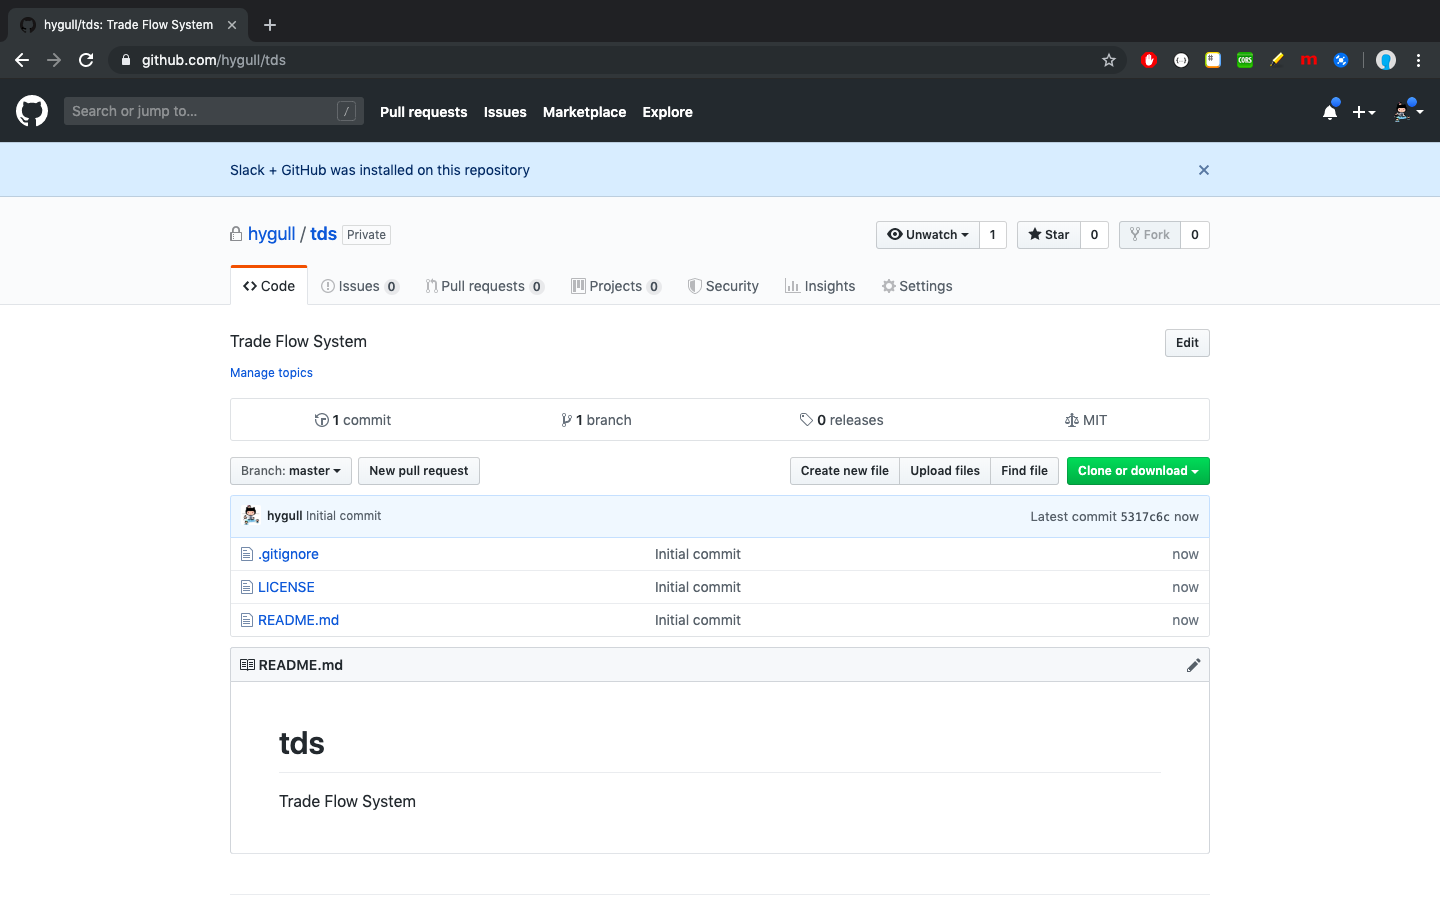 hygull/tds: Trade Flow System
github.com/hygull/tds
CORS
m
Search or jump to... /
Pull requests Issues Marketplace Explore
Slack + GitHub was installed on this repository
hygull / tds Private
Unwatch 1 Star 0 Fork 0
Code Issues 0 Pull requests 0 Projects 0 Security Insights Settings
Trade Flow System
Edit
Manage topics
1 commit 1 branch 0 releases MIT
Branch: master New pull request Create new file Upload files Find file Clone or download
hygull Initial commit Latest commit 5317c6c now
.gitignore Initial commit now
LICENSE Initial commit now
README.md Initial commit now
README.md
tds
Trade Flow System